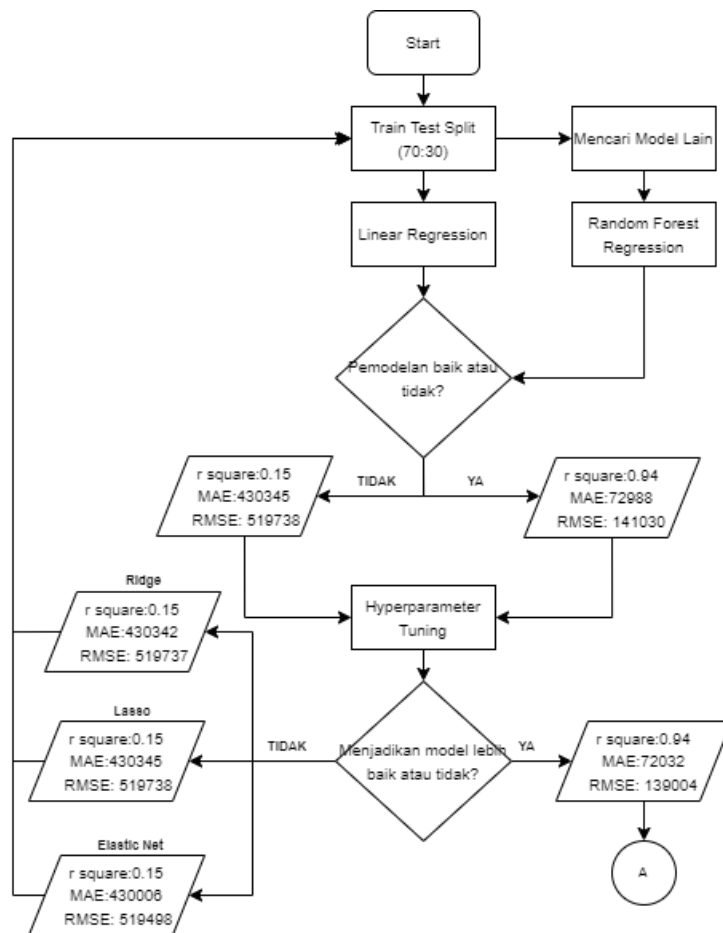 Start
Train Test Split
(70:30)
Mencari Model Lain
Linear Regression
Random Forest
Regression
Pemodelan baik atau
tidak?
TIDAK
YA
r square:0.15
MAE:430345
RMSE: 519738
r square:0.94
MAE:72988
RMSE: 141030
Hyperparameter
Tuning
Ridge
r square:0.15
MAE:430342
RMSE: 519737
Lasso
r square:0.15
MAE:430345
RMSE: 519738
TIDAK
Menjadikan model lebih
baik atau tidak?
YA
r square:0.94
MAE:72032
RMSE: 139004
Elastic Net
r square:0.15
MAE:430006
RMSE: 519498
A